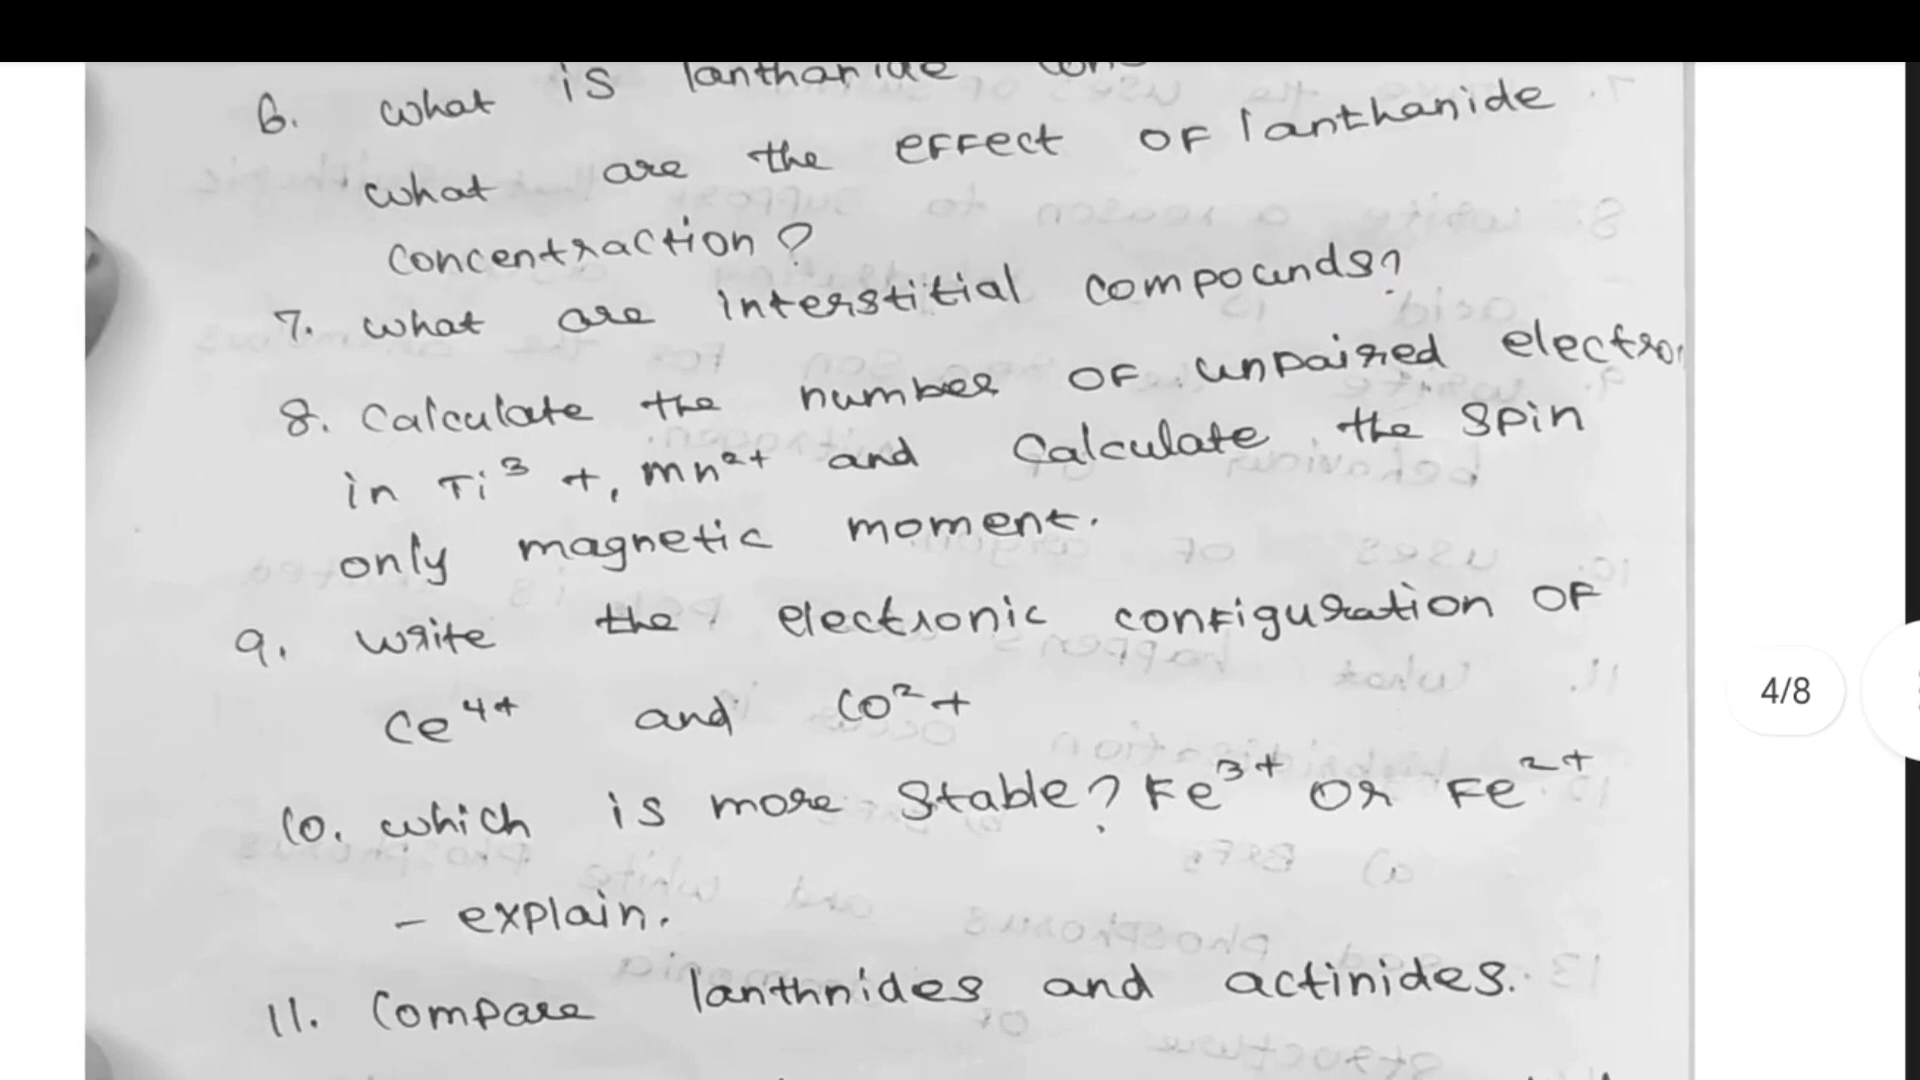 6. what is lanthanide
what are the effect of lanthanide
concentraction?
7. what are interstitial compounds?
8. Calculate the number of unpaired
in Ti³ +, mn²+ and Calculate the spin
only magnetic moment.
9. write the electronic configuration of
Ce⁴⁺ and Co²+
10. which is more stable? Fe³⁺ or Fe²⁺
- explain.
11. Compare lanthnides and actinides.
4/8